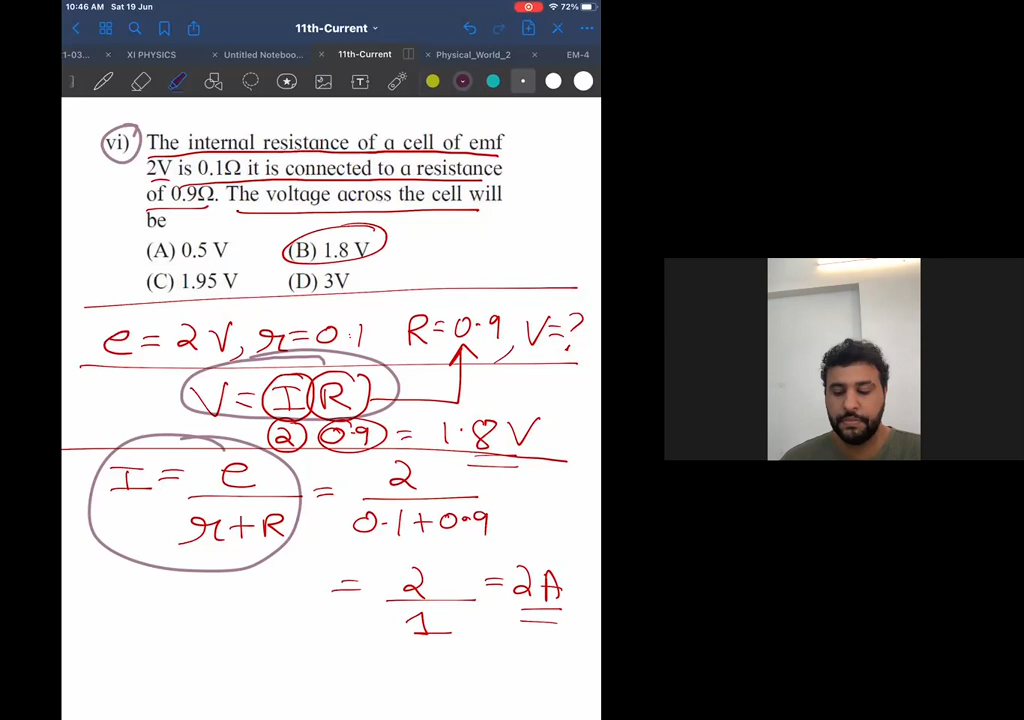 10:46 AM Sat 19 Jun 72%
11th-Current
1-03... XI PHYSICS Untitled Noteboo... 11th-Current Physical_World_2 EM-4
vi) The internal resistance of a cell of emf
2V is 0.1Ω it is connected to a resistance
of 0.9Ω. The voltage across the cell will
be
(A) 0.5 V (B) 1.8 V
(C) 1.95 V (D) 3V
e = 2V, r = 0.1 R = 0.9, V = ?
V = I R
2 0.9 = 1.8 V
I = e / r + R = 2 / 0.1 + 0.9
= 2 / 1 = 2A